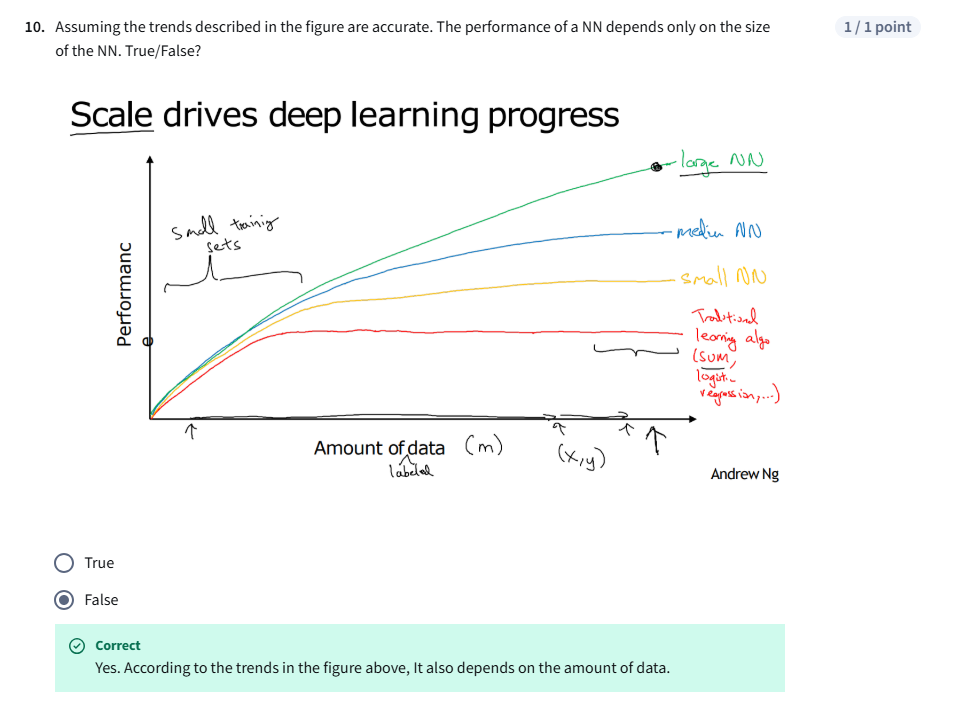 10. Assuming the trends described in the figure are accurate. The performance of a NN depends only on the size
of the NN. True/False?
1 / 1 point
Scale drives deep learning progress
large NN
small training
sets
medium NN
Performanc
small NN
Traditional
learning algo
(SVM,
logistic
regression,...)
Amount of data (m)
labeled
(x,y)
Andrew Ng
True
False
Correct
Yes. According to the trends in the figure above, It also depends on the amount of data.